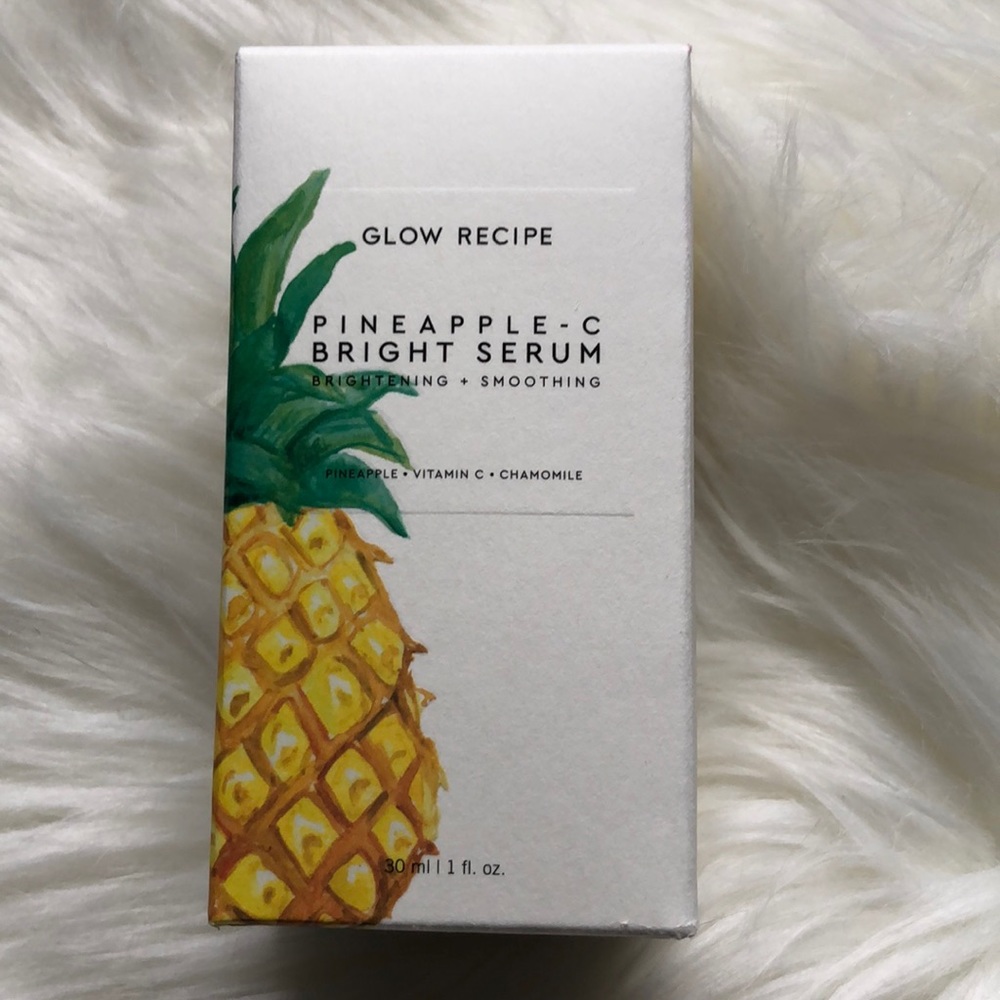 GLOW RECIPE
PINEAPPLE-C
BRIGHT SERUM
BRIGHTENING + SMOOTHING
PINEAPPLE • VITAMIN C • CHAMOMILE
30 ml | 1 fl. oz.